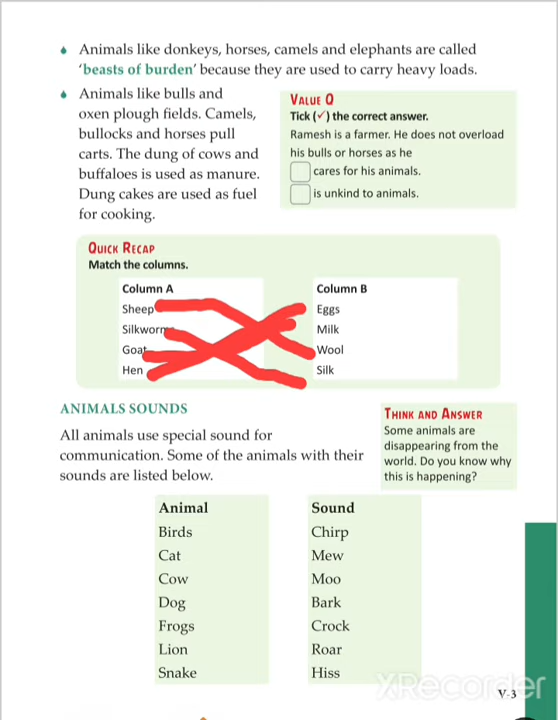 Animals like donkeys, horses, camels and elephants are called
‘beasts of burden’ because they are used to carry heavy loads.
Animals like bulls and
oxen plough fields. Camels,
bullocks and horses pull
carts. The dung of cows and
buffaloes is used as manure.
Dung cakes are used as fuel
for cooking.
VALUE Q
Tick (✓) the correct answer.
Ramesh is a farmer. He does not overload
his bulls or horses as he
cares for his animals.
is unkind to animals.
QUICK RECAP
Match the columns.
Column A Column B
Sheep Eggs
Silkworm Milk
Goat Wool
Hen Silk
ANIMALS SOUNDS
All animals use special sound for
communication. Some of the animals with their
sounds are listed below.
THINK AND ANSWER
Some animals are
disappearing from the
world. Do you know why
this is happening?
Animal Sound
Birds Chirp
Cat Mew
Cow Moo
Dog Bark
Frogs Crock
Lion Roar
Snake Hiss
XRecorder
V-3